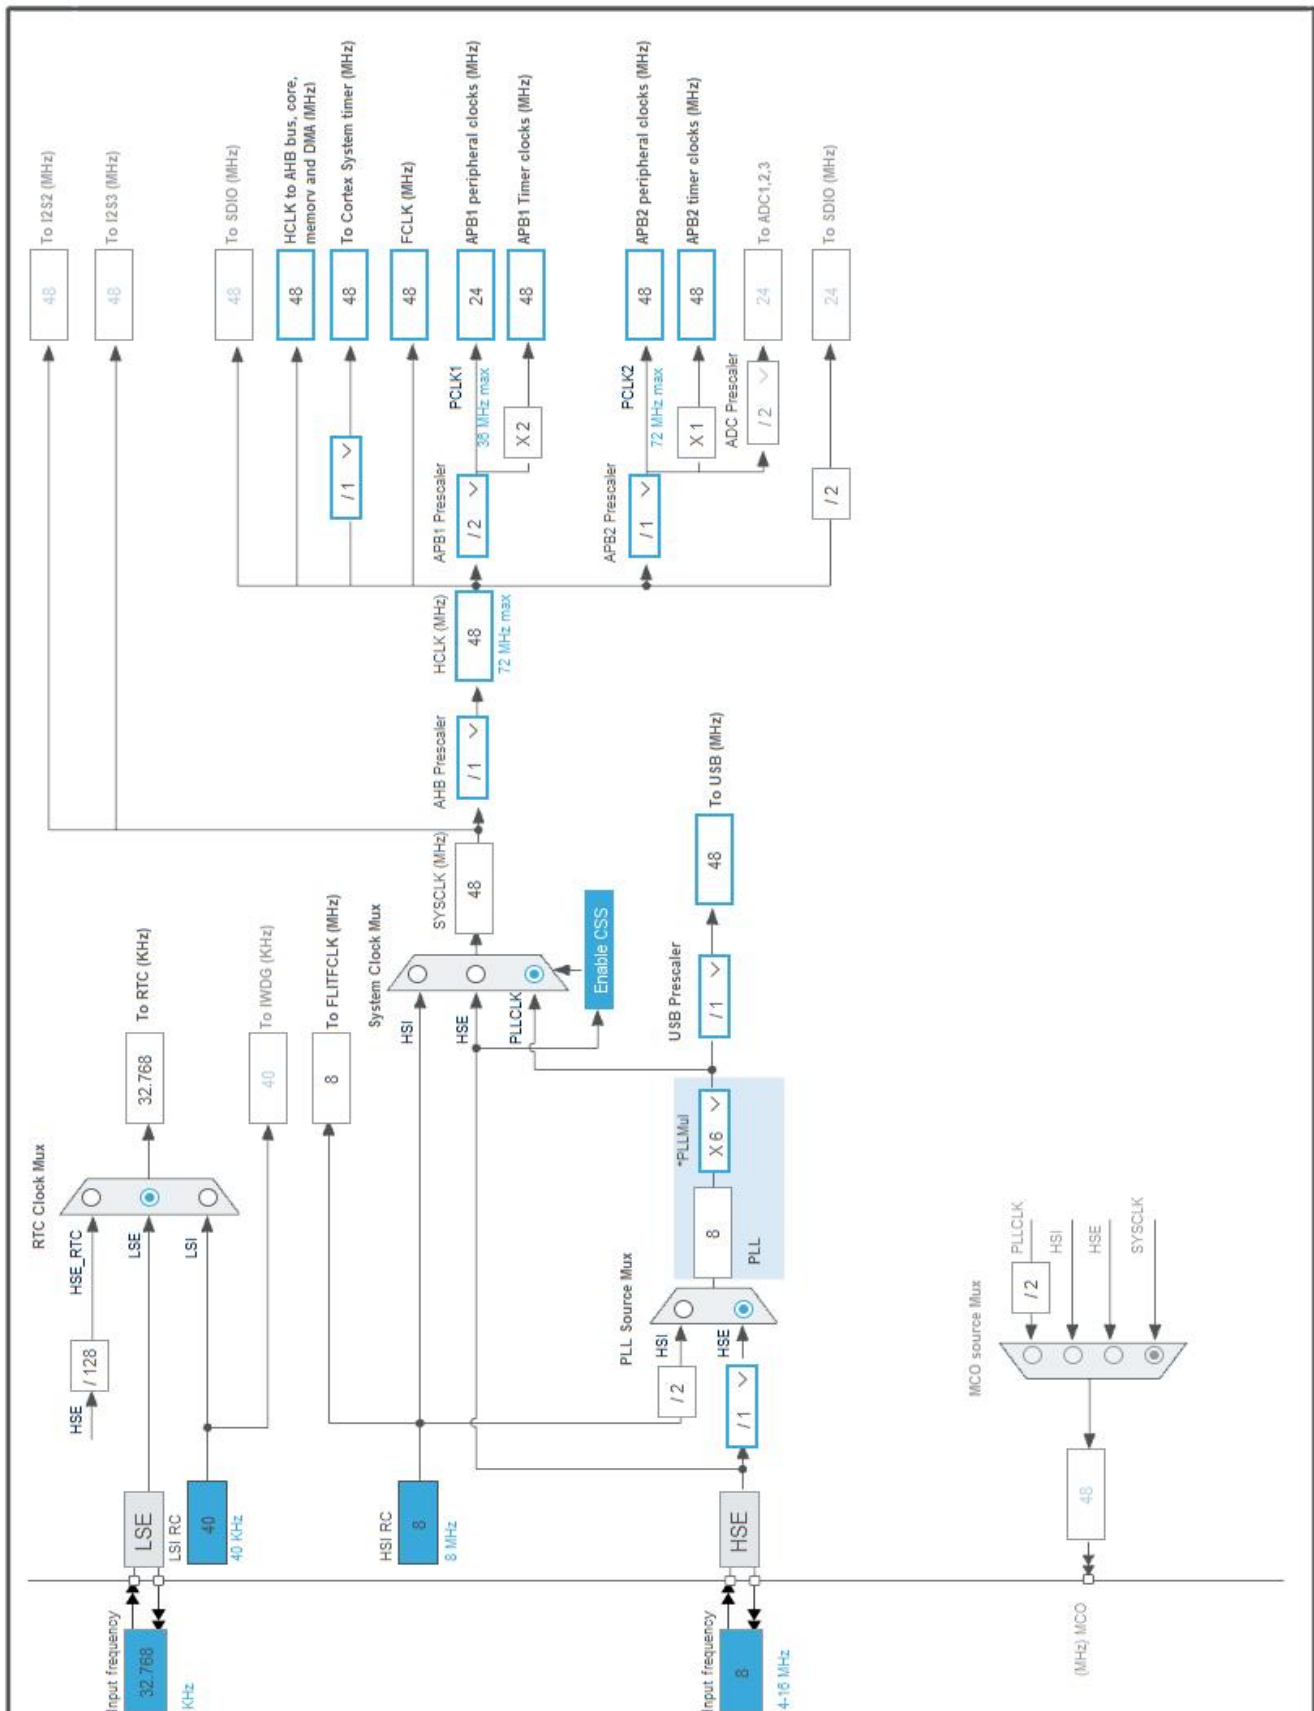 Input frequency
32.768
KHz
LSE
LSI RC
40
40 KHz
HSE
/ 128
HSE_RTC
LSE
LSI
RTC Clock Mux
32.768
To RTC (KHz)
40
To IWDG (KHz)
HSI RC
8
8 MHz
8
To FLITFCLK (MHz)
System Clock Mux
HSI
HSE
PLLCLK
Enable CSS
SYSCLK (MHz)
48
AHB Prescaler
/ 1
HCLK (MHz)
48
72 MHz max
48
To I2S2 (MHz)
48
To I2S3 (MHz)
48
To SDIO (MHz)
48
HCLK to AHB bus, core,
memory and DMA (MHz)
/ 1
48
To Cortex System timer (MHz)
48
FCLK (MHz)
APB1 Prescaler
/ 2
PCLK1
36 MHz max
24
APB1 peripheral clocks (MHz)
X 2
48
APB1 Timer clocks (MHz)
APB2 Prescaler
/ 1
PCLK2
72 MHz max
48
APB2 peripheral clocks (MHz)
X 1
48
APB2 timer clocks (MHz)
ADC Prescaler
/ 2
24
To ADC1,2,3
/ 2
24
To SDIO (MHz)
Input frequency
8
4-16 MHz
HSE
/ 1
/ 2
PLL Source Mux
HSI
HSE
8
PLL
*PLLMul
X 6
USB Prescaler
/ 1
48
To USB (MHz)
(MHz) MCO
48
MCO source Mux
/ 2
PLLCLK
HSI
HSE
SYSCLK